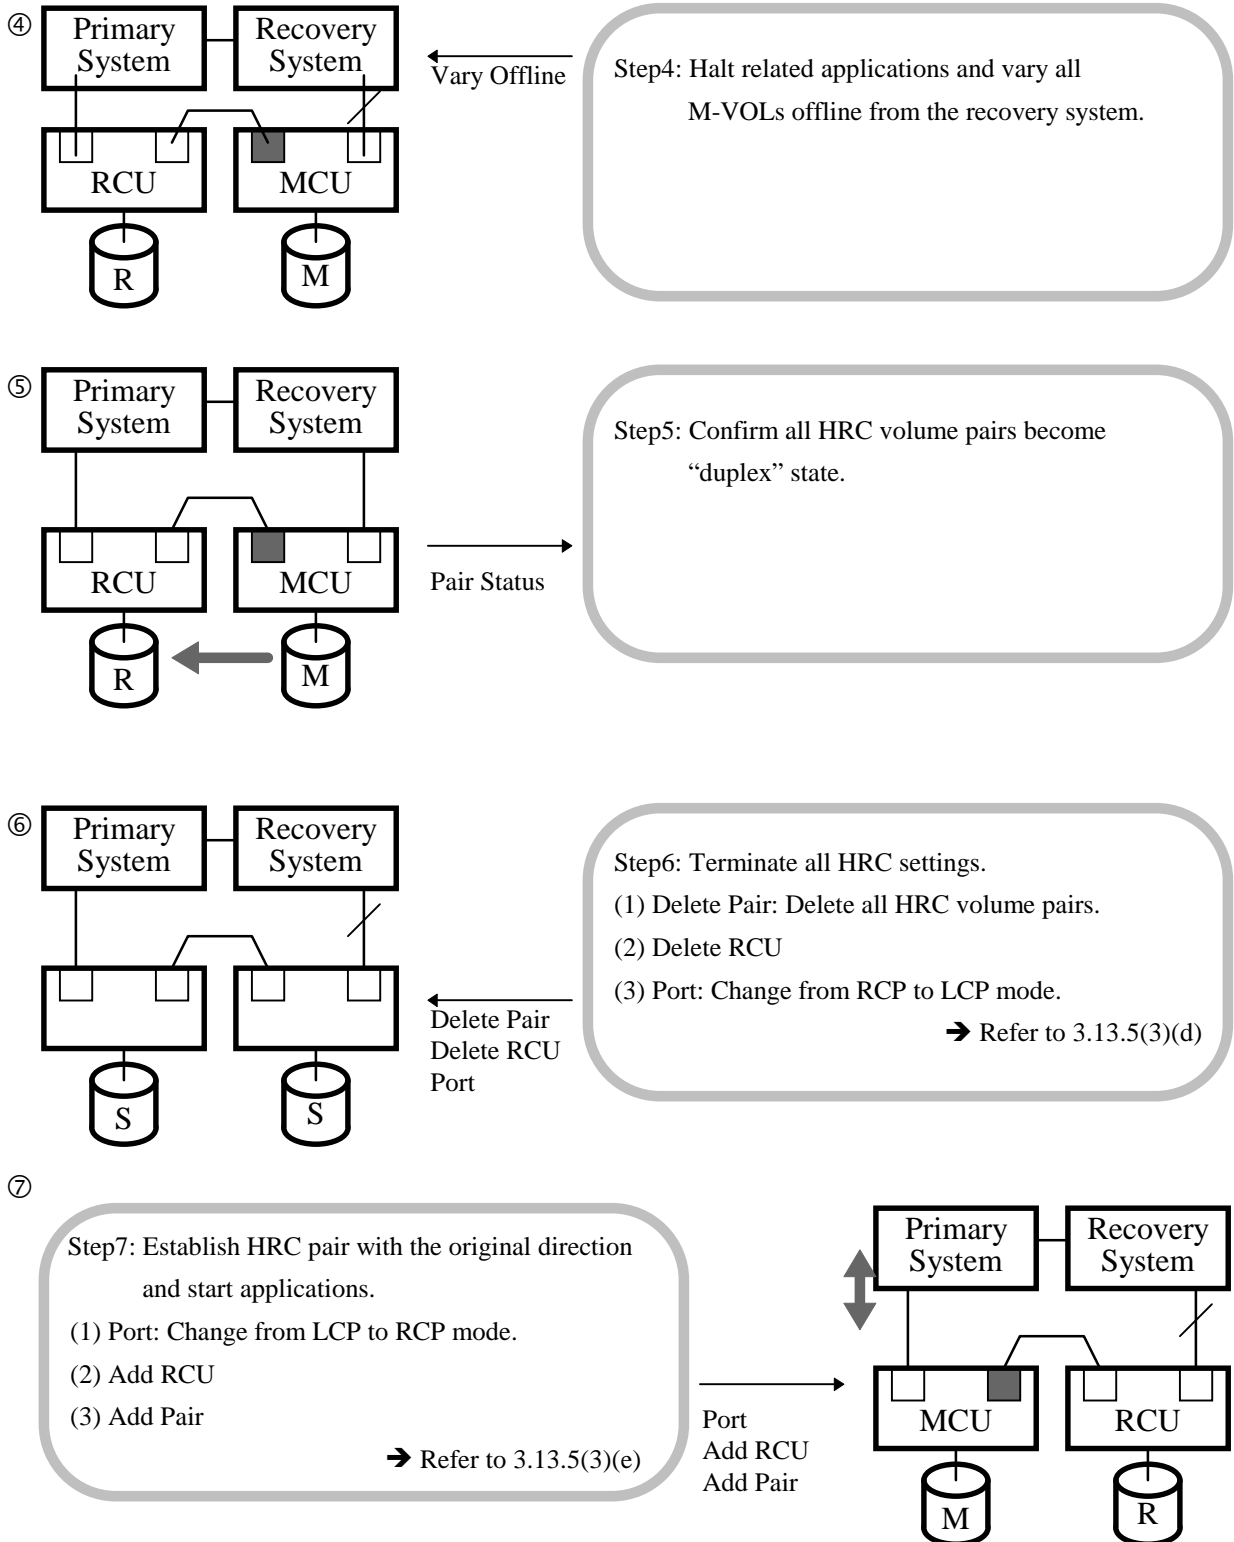 ④
Primary
System
Recovery
System
Vary Offline
Step4: Halt related applications and vary all
M-VOLs offline from the recovery system.
RCU
MCU
R
M
⑤
Primary
System
Recovery
System
Step5: Confirm all HRC volume pairs become
“duplex” state.
RCU
MCU
Pair Status
R
M
⑥
Primary
System
Recovery
System
Step6: Terminate all HRC settings.
(1) Delete Pair: Delete all HRC volume pairs.
(2) Delete RCU
(3) Port: Change from RCP to LCP mode.
➔ Refer to 3.13.5(3)(d)
Delete Pair
Delete RCU
Port
S
S
⑦
Step7: Establish HRC pair with the original direction
and start applications.
(1) Port: Change from LCP to RCP mode.
(2) Add RCU
(3) Add Pair
➔ Refer to 3.13.5(3)(e)
Port
Add RCU
Add Pair
Primary
System
Recovery
System
MCU
RCU
M
R